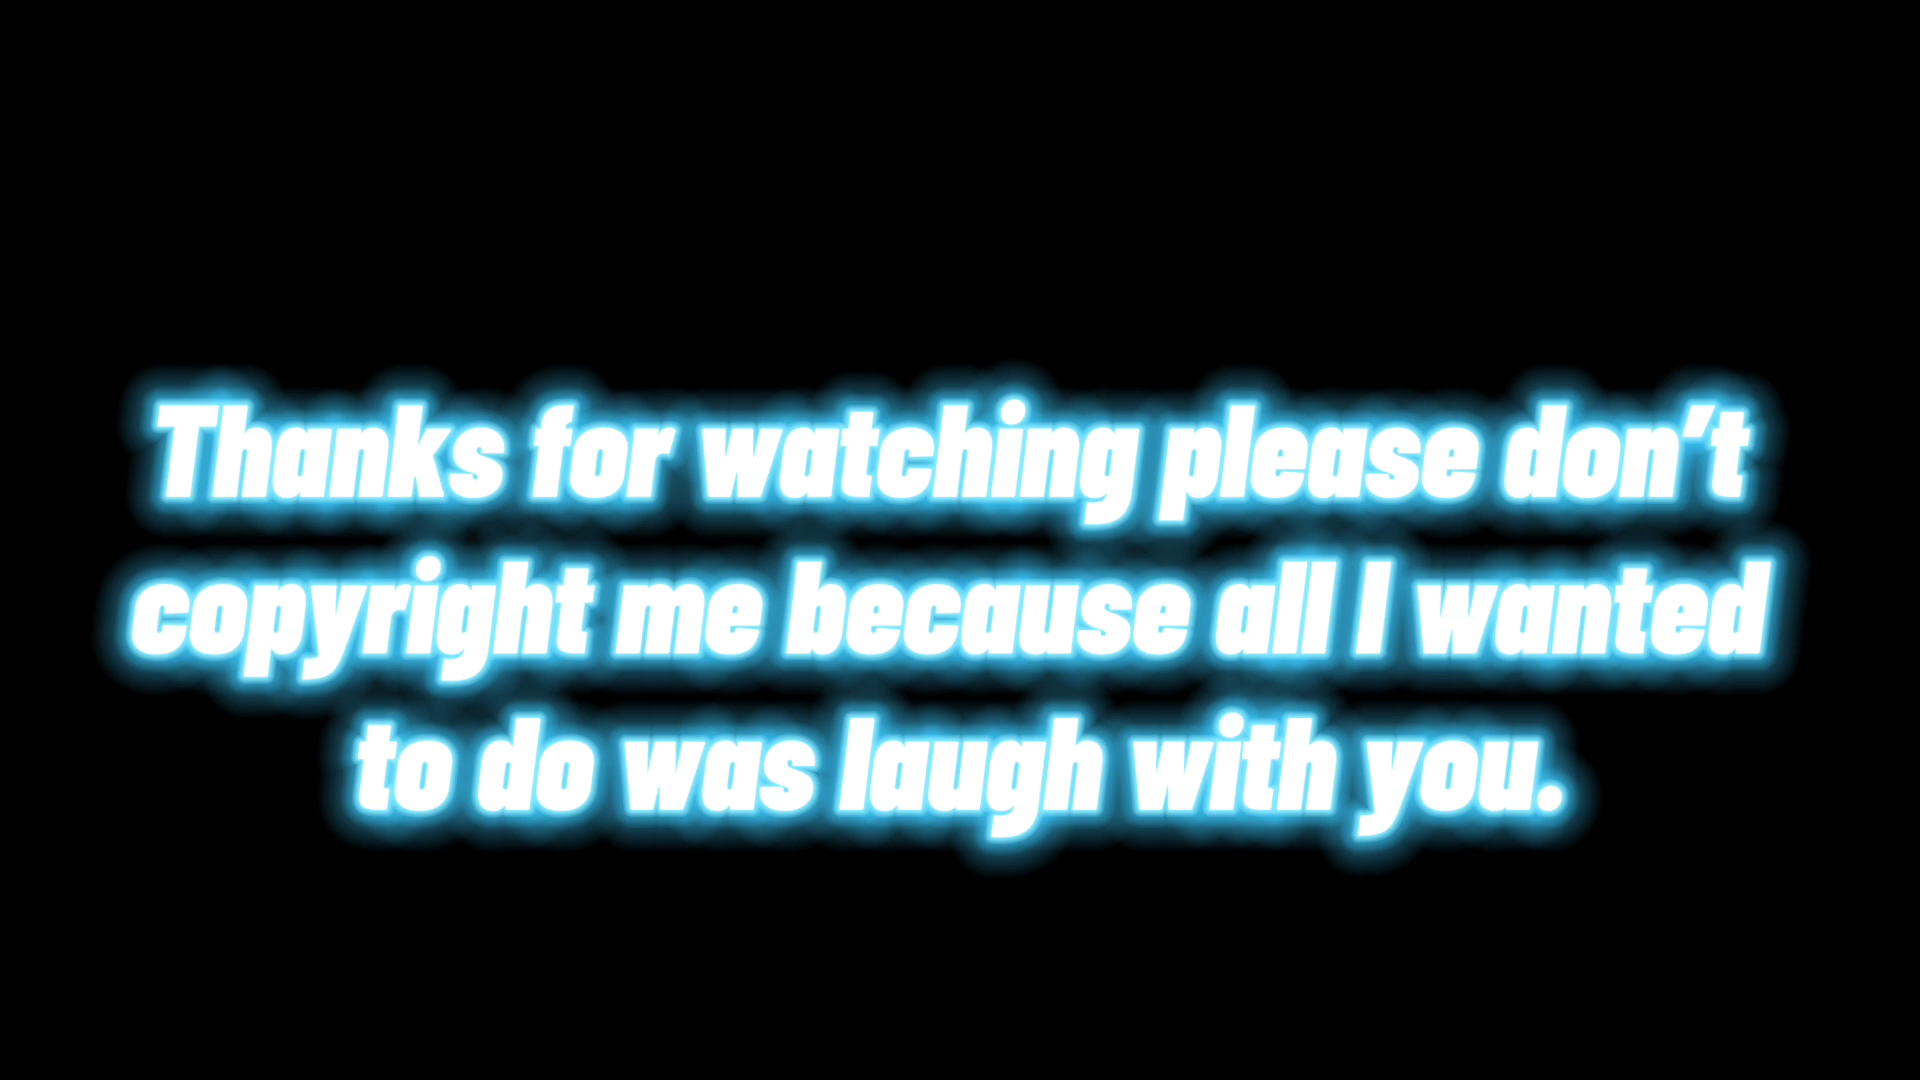 Thanks for watching please don’t
copyright me because all I wanted
to do was laugh with you.